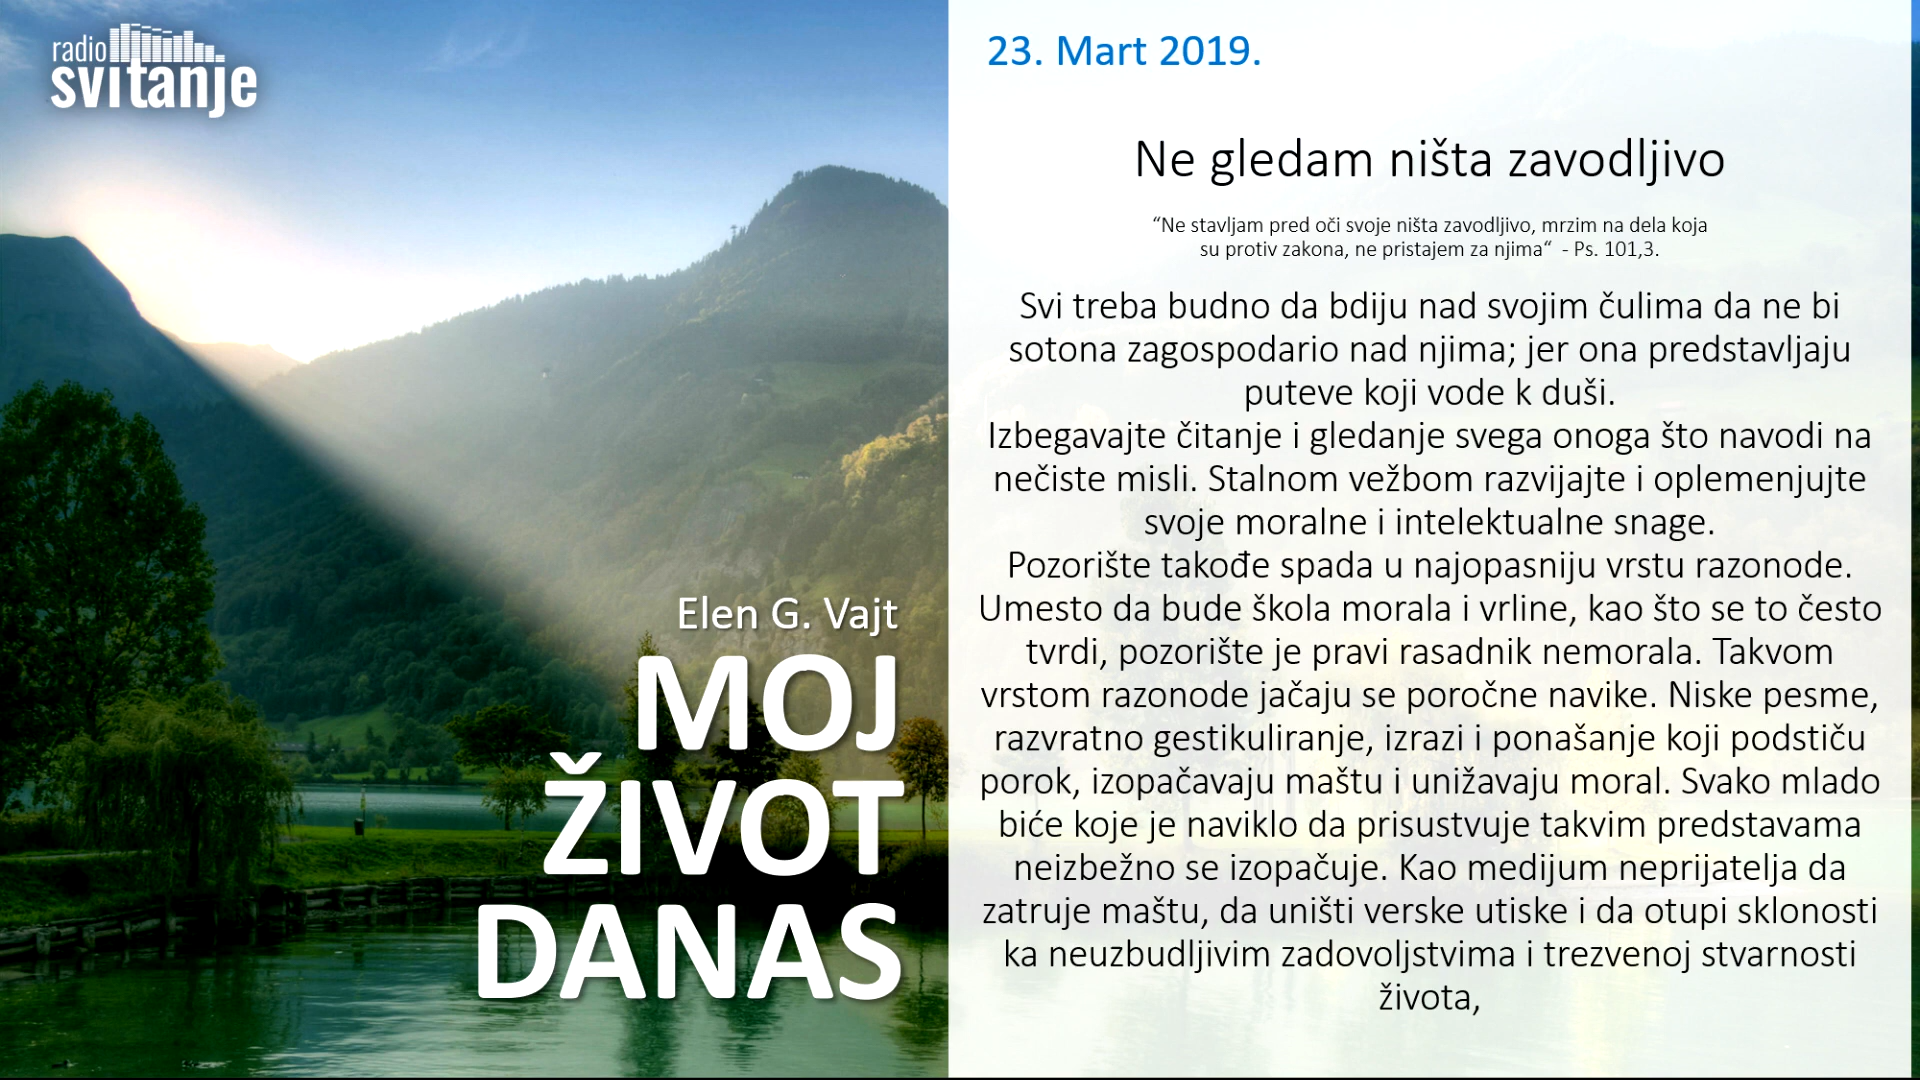 radio
svitanje
Elen G. Vajt
MOJ
ŽIVOT
DANAS
23. Mart 2019.
Ne gledam ništa zavodljivo
“Ne stavljam pred oči svoje ništa zavodljivo, mrzim na dela koja
su protiv zakona, ne pristajem za njima“ - Ps. 101,3.
Svi treba budno da bdiju nad svojim čulima da ne bi
sotona zagospodario nad njima; jer ona predstavljaju
puteve koji vode k duši.
Izbegavajte čitanje i gledanje svega onoga što navodi na
nečiste misli. Stalnom vežbom razvijajte i oplemenjujte
svoje moralne i intelektualne snage.
Pozorište takođe spada u najopasniju vrstu razonode.
Umesto da bude škola morala i vrline, kao što se to često
tvrdi, pozorište je pravi rasadnik nemorala. Takvom
vrstom razonode jačaju se poročne navike. Niske pesme,
razvratno gestikuliranje, izrazi i ponašanje koji podstiču
porok, izopačavaju maštu i unižavaju moral. Svako mlado
biće koje je naviklo da prisustvuje takvim predstavama
neizbežno se izopačuje. Kao medijum neprijatelja da
zatruje maštu, da uništi verske utiske i da otupi sklonosti
ka neuzbudljivim zadovoljstvima i trezvenoj stvarnosti
života,